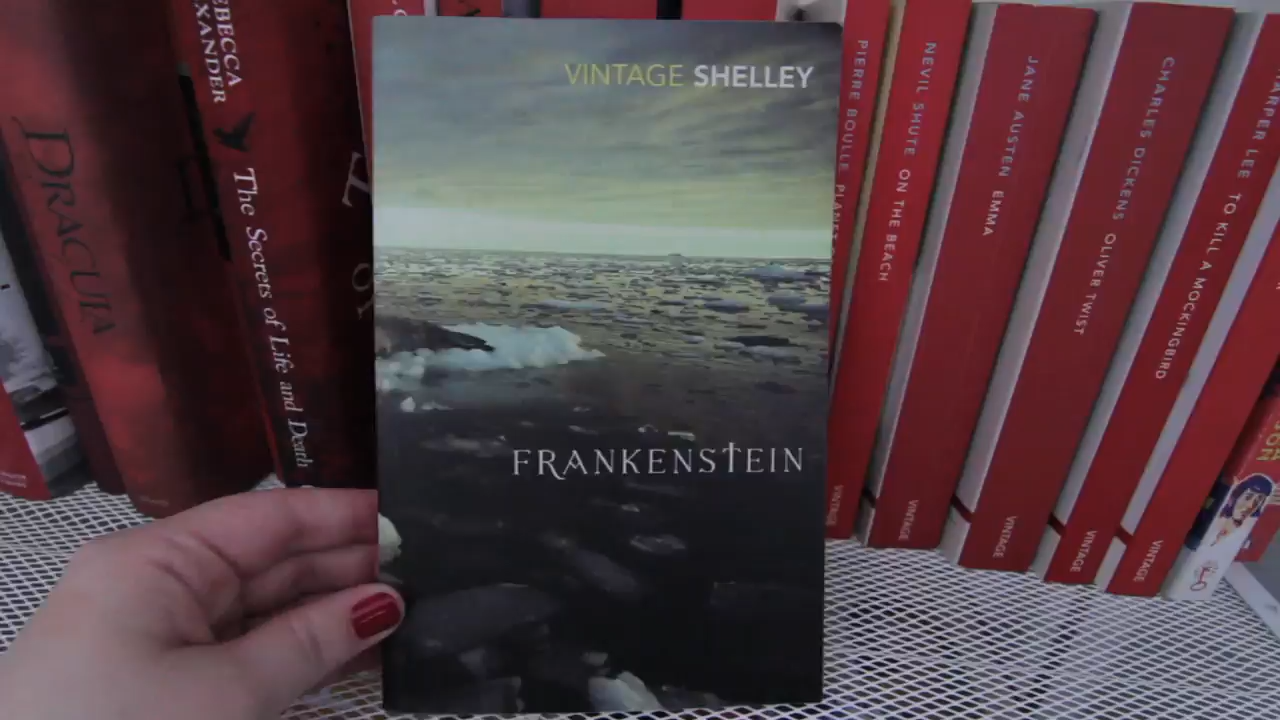 DRACULA
EBECCA
XANDER
The Secrets of Life and Death
VINTAGE SHELLEY
FRANKENSTEIN
PIERRE BOULLE
VINTAGE
NEVIL SHUTE ON THE BEACH
VINTAGE
JANE AUSTEN EMMA
VINTAGE
CHARLES DICKENS OLIVER TWIST
VINTAGE
HARPER LEE TO KILL A MOCKINGBIRD
VINTAGE